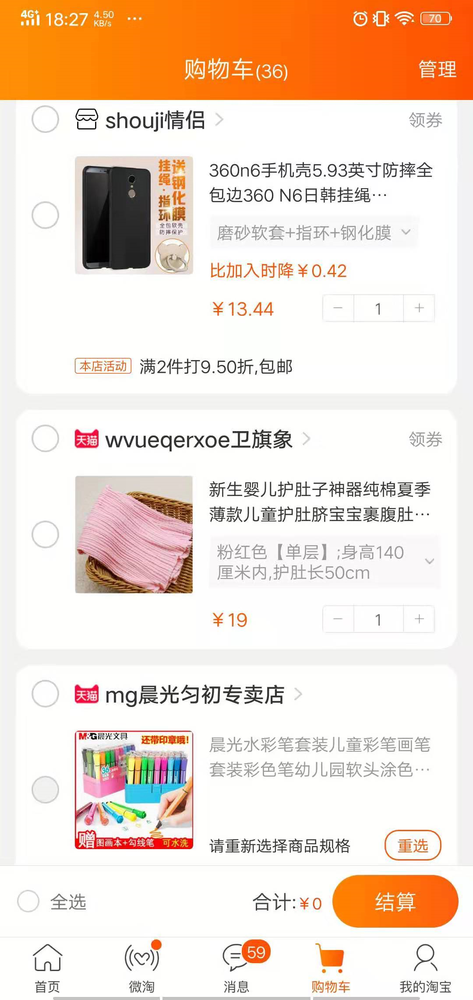 4G+ 18:27 4.50 KB/s ··· 70
购物车(36)
管理
shouji情侣
领券
送钢化膜
挂绳·指环
全包软壳
防摔保护
360n6手机壳5.93英寸防摔全
包边360 N6日韩挂绳…
磨砂软套+指环+钢化膜
比加入时降￥0.42
￥13.44
1
本店活动 满2件打9.50折,包邮
天猫 wvueqerxoe卫旗象
领券
新生婴儿护肚子神器纯棉夏季
薄款儿童护肚脐宝宝裹腹肚…
粉红色【单层】;身高140
厘米内,护肚长50cm
￥19
1
天猫 mg晨光匀初专卖店
M&G晨光文具
还带印章哦!
36
赠图画本+勾线笔 可水洗
晨光水彩笔套装儿童彩笔画笔
套装彩色笔幼儿园软头涂色…
请重新选择商品规格
重选
全选
合计:￥0
结算
59
首页
微淘
消息
购物车
我的淘宝